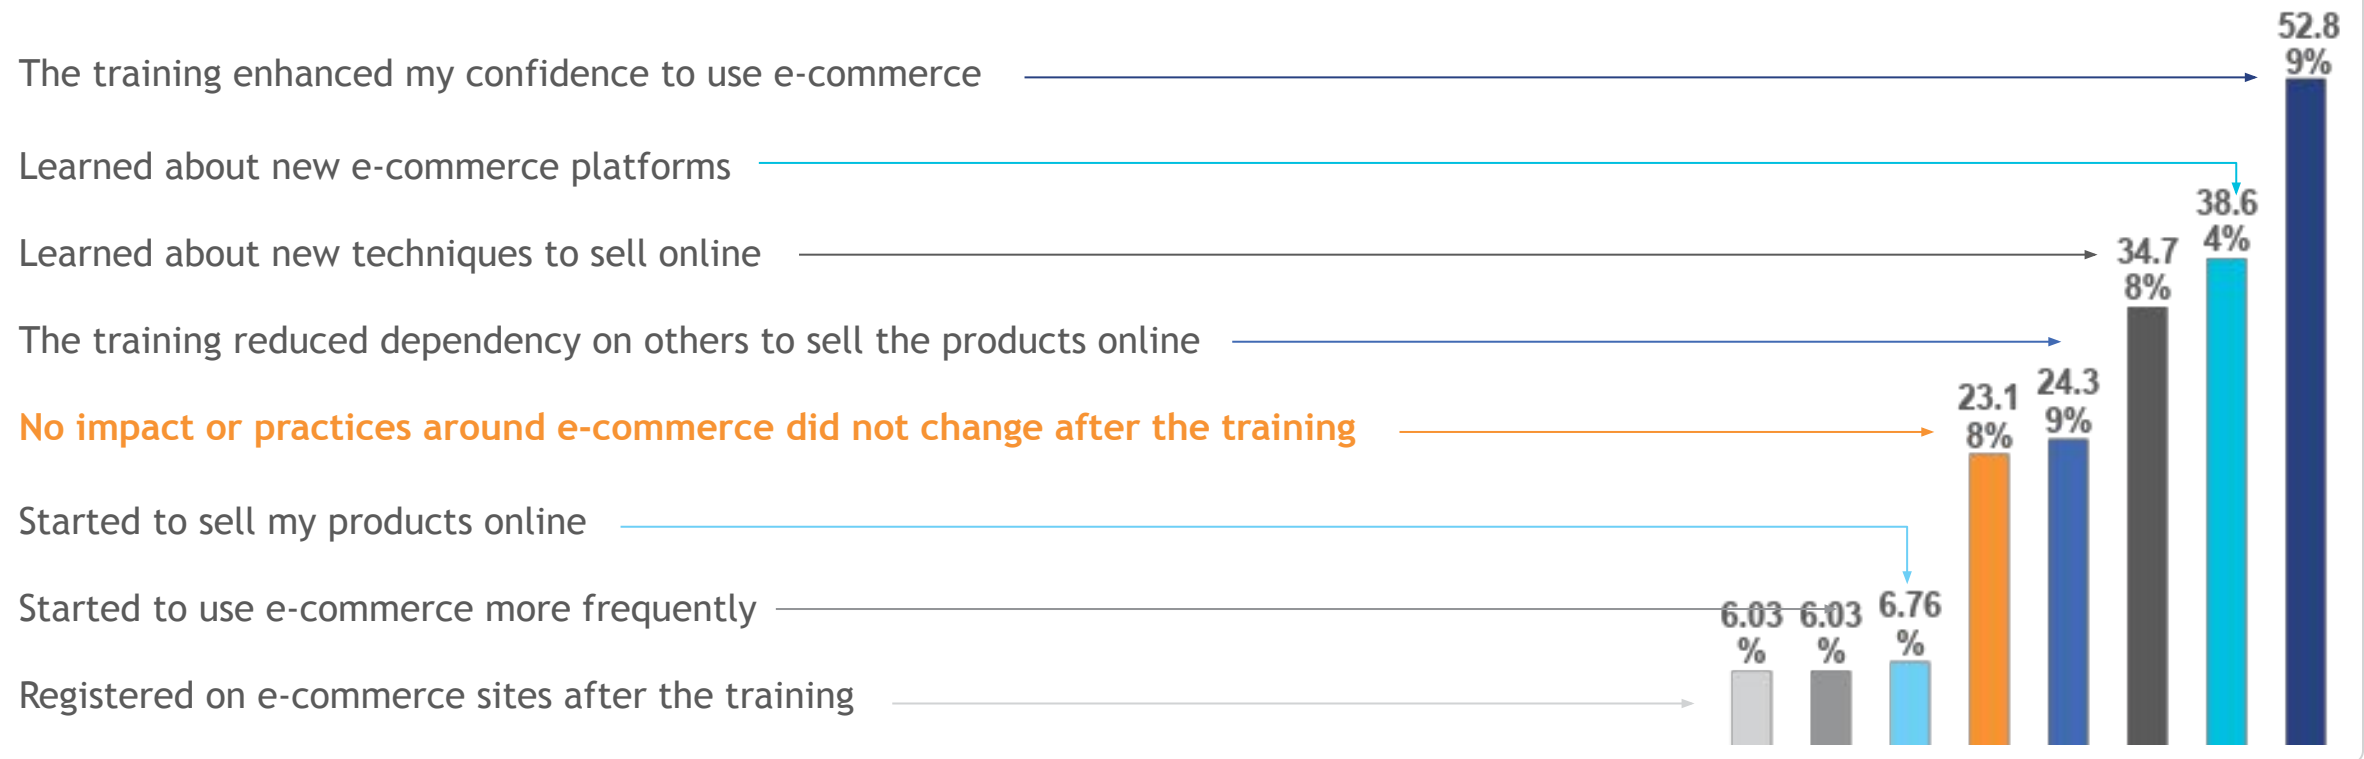 52.8
9%
The training enhanced my confidence to use e-commerce
Learned about new e-commerce platforms
38.6
4%
Learned about new techniques to sell online
34.7
8%
The training reduced dependency on others to sell the products online
24.3
9%
23.1
8%
No impact or practices around e-commerce did not change after the training
Started to sell my products online
6.76
%
Started to use e-commerce more frequently
6.03
%
6.03
%
Registered on e-commerce sites after the training